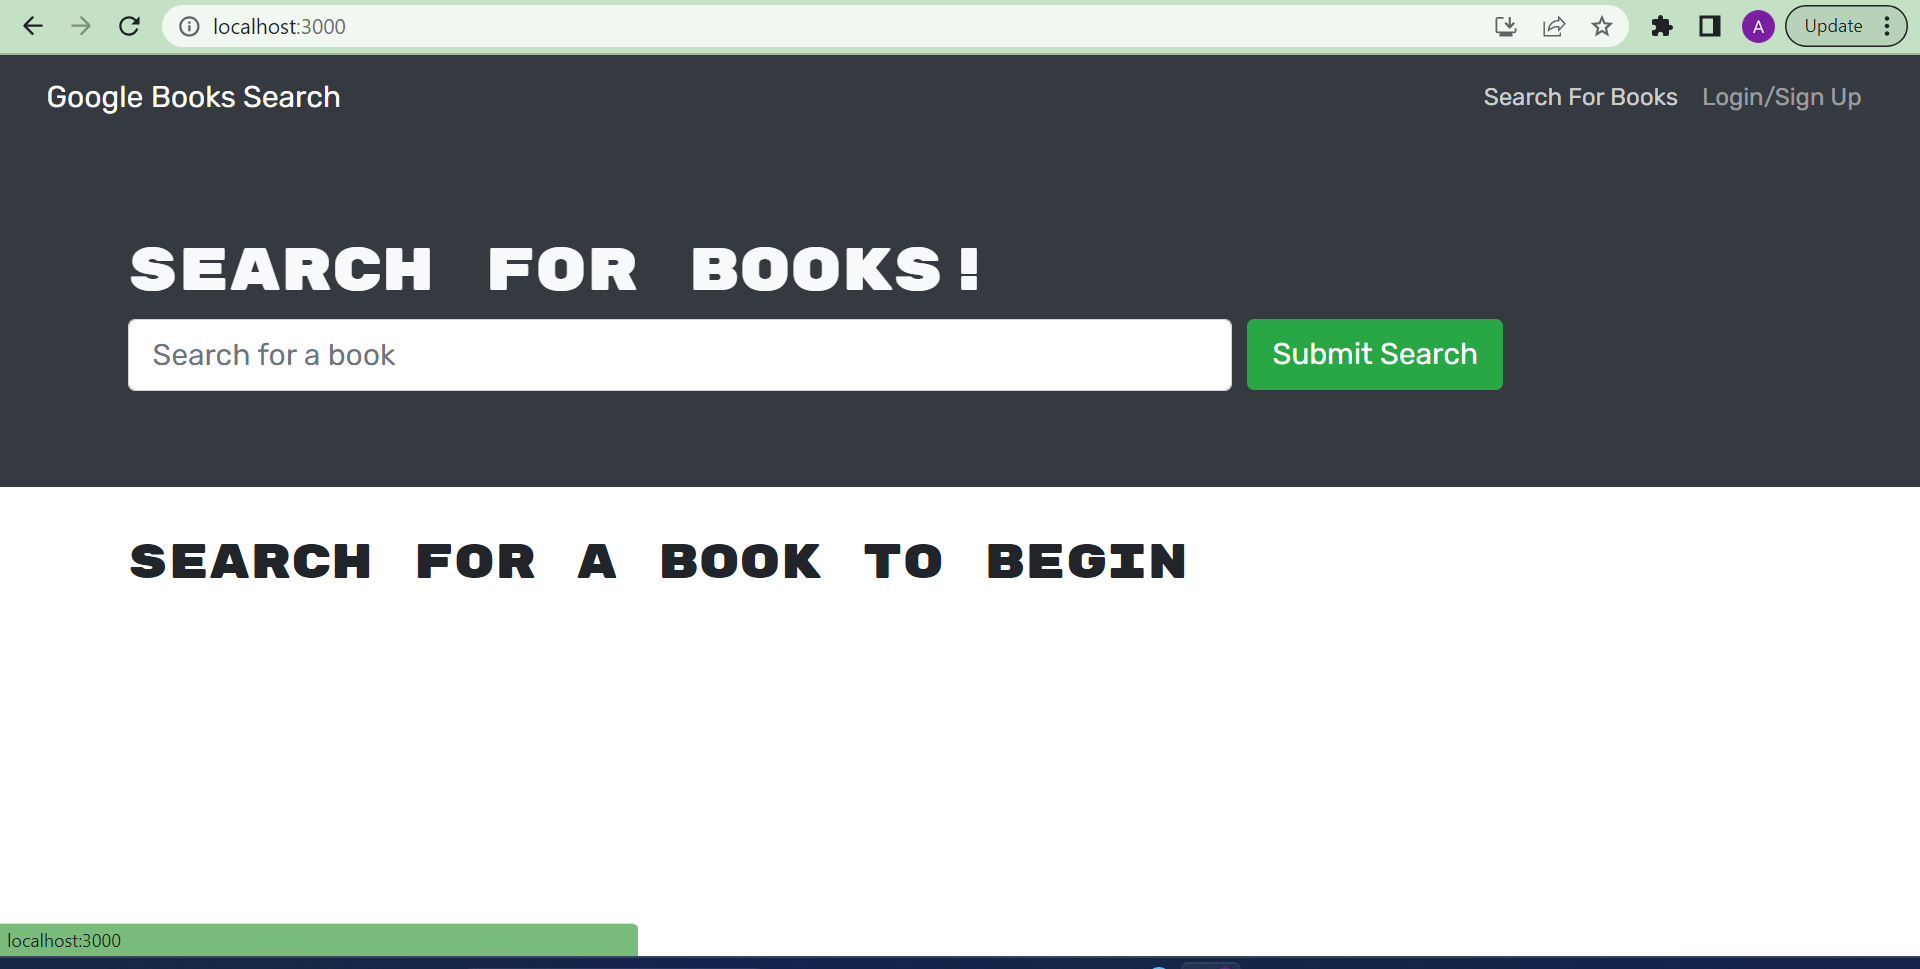 localhost:3000
A
Update
Google Books Search
Search For Books
Login/Sign Up
SEARCH FOR BOOKS!
Search for a book
Submit Search
SEARCH FOR A BOOK TO BEGIN
localhost:3000